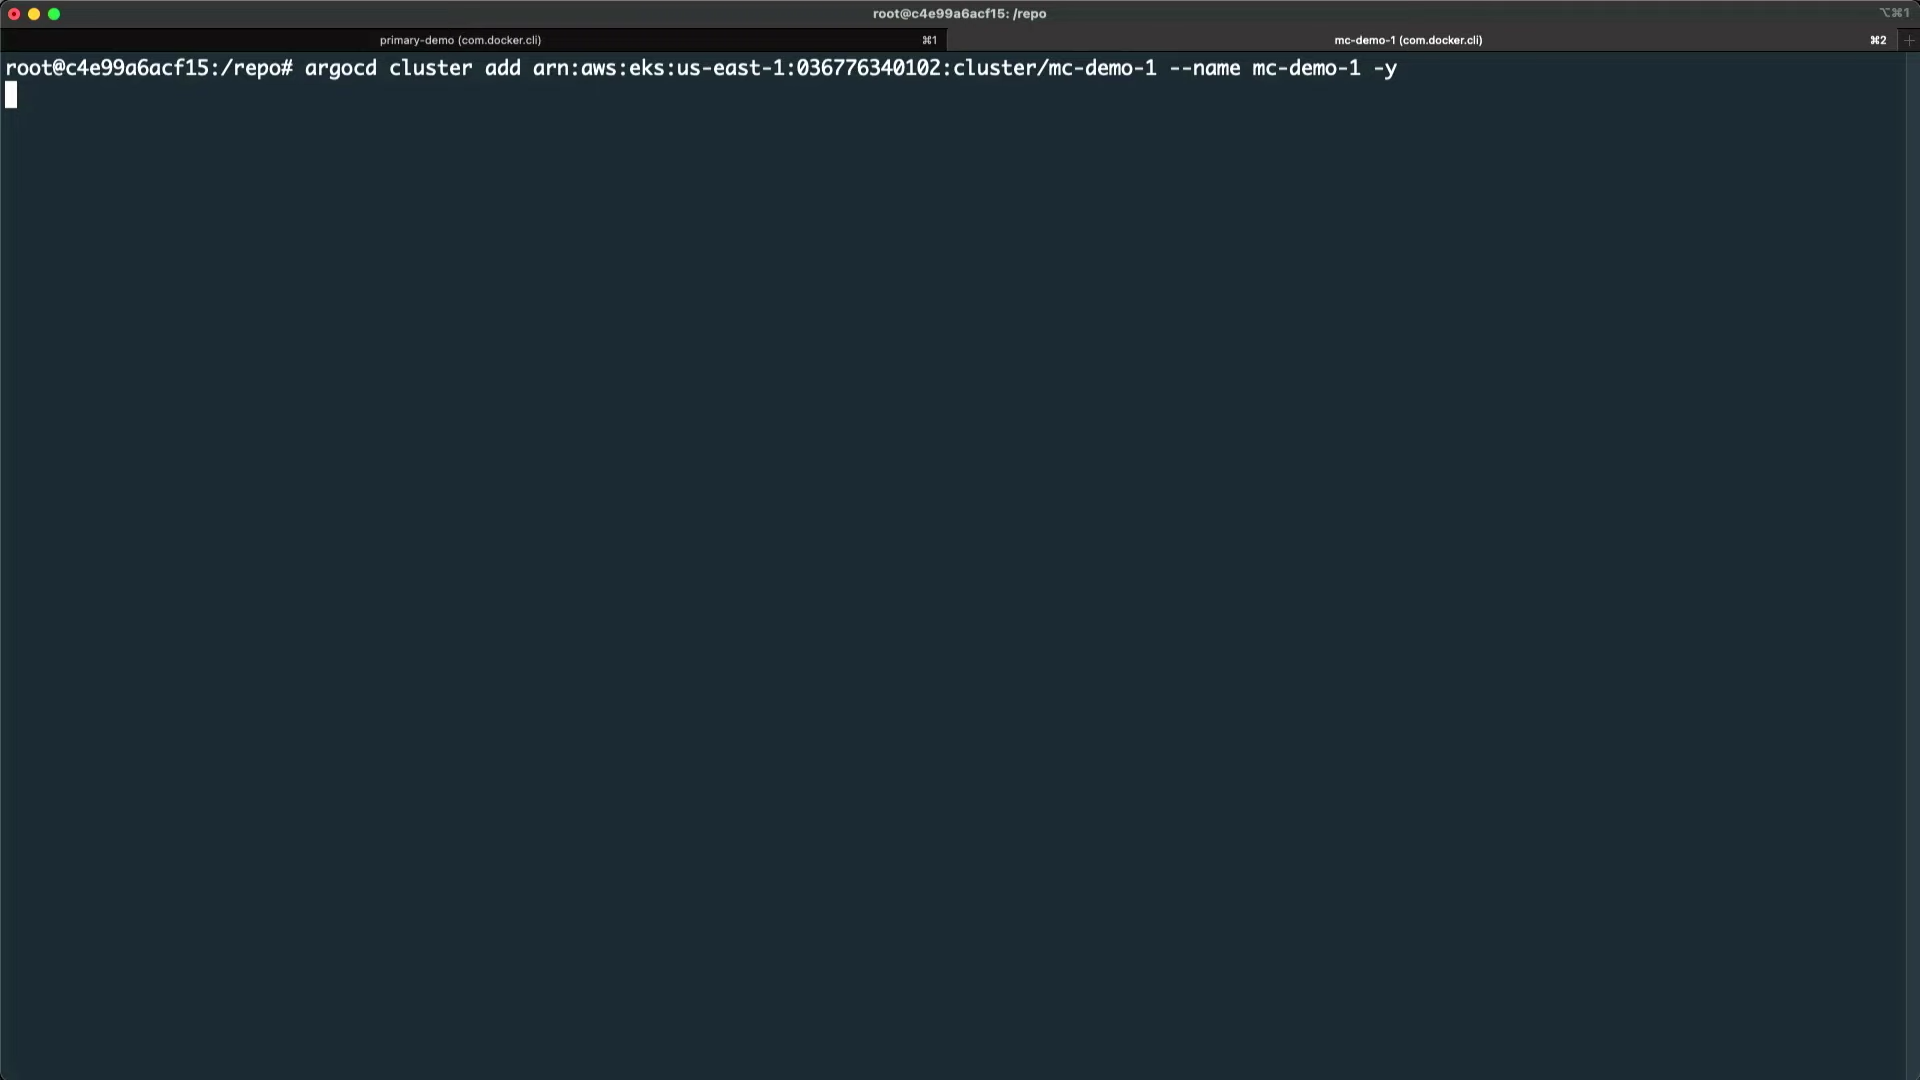 root@c4e99a6acf15: /repo
⌥⌘1
primary-demo (com.docker.cli)
⌘1
mc-demo-1 (com.docker.cli)
⌘2
+
root@c4e99a6acf15:/repo# argocd cluster add arn:aws:eks:us-east-1:036776340102:cluster/mc-demo-1 --name mc-demo-1 -y